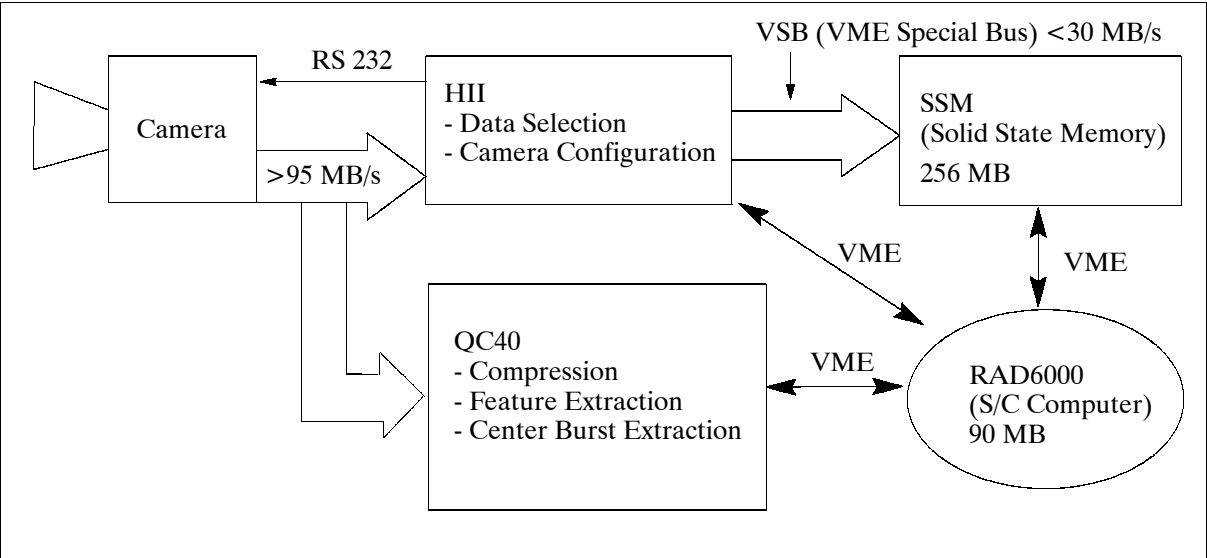 VSB (VME Special Bus) <30 MB/s
RS 232
Camera
>95 MB/s
HII
- Data Selection
- Camera Configuration
SSM
(Solid State Memory)
256 MB
VME
VME
QC40
- Compression
- Feature Extraction
- Center Burst Extraction
VME
RAD6000
(S/C Computer)
90 MB